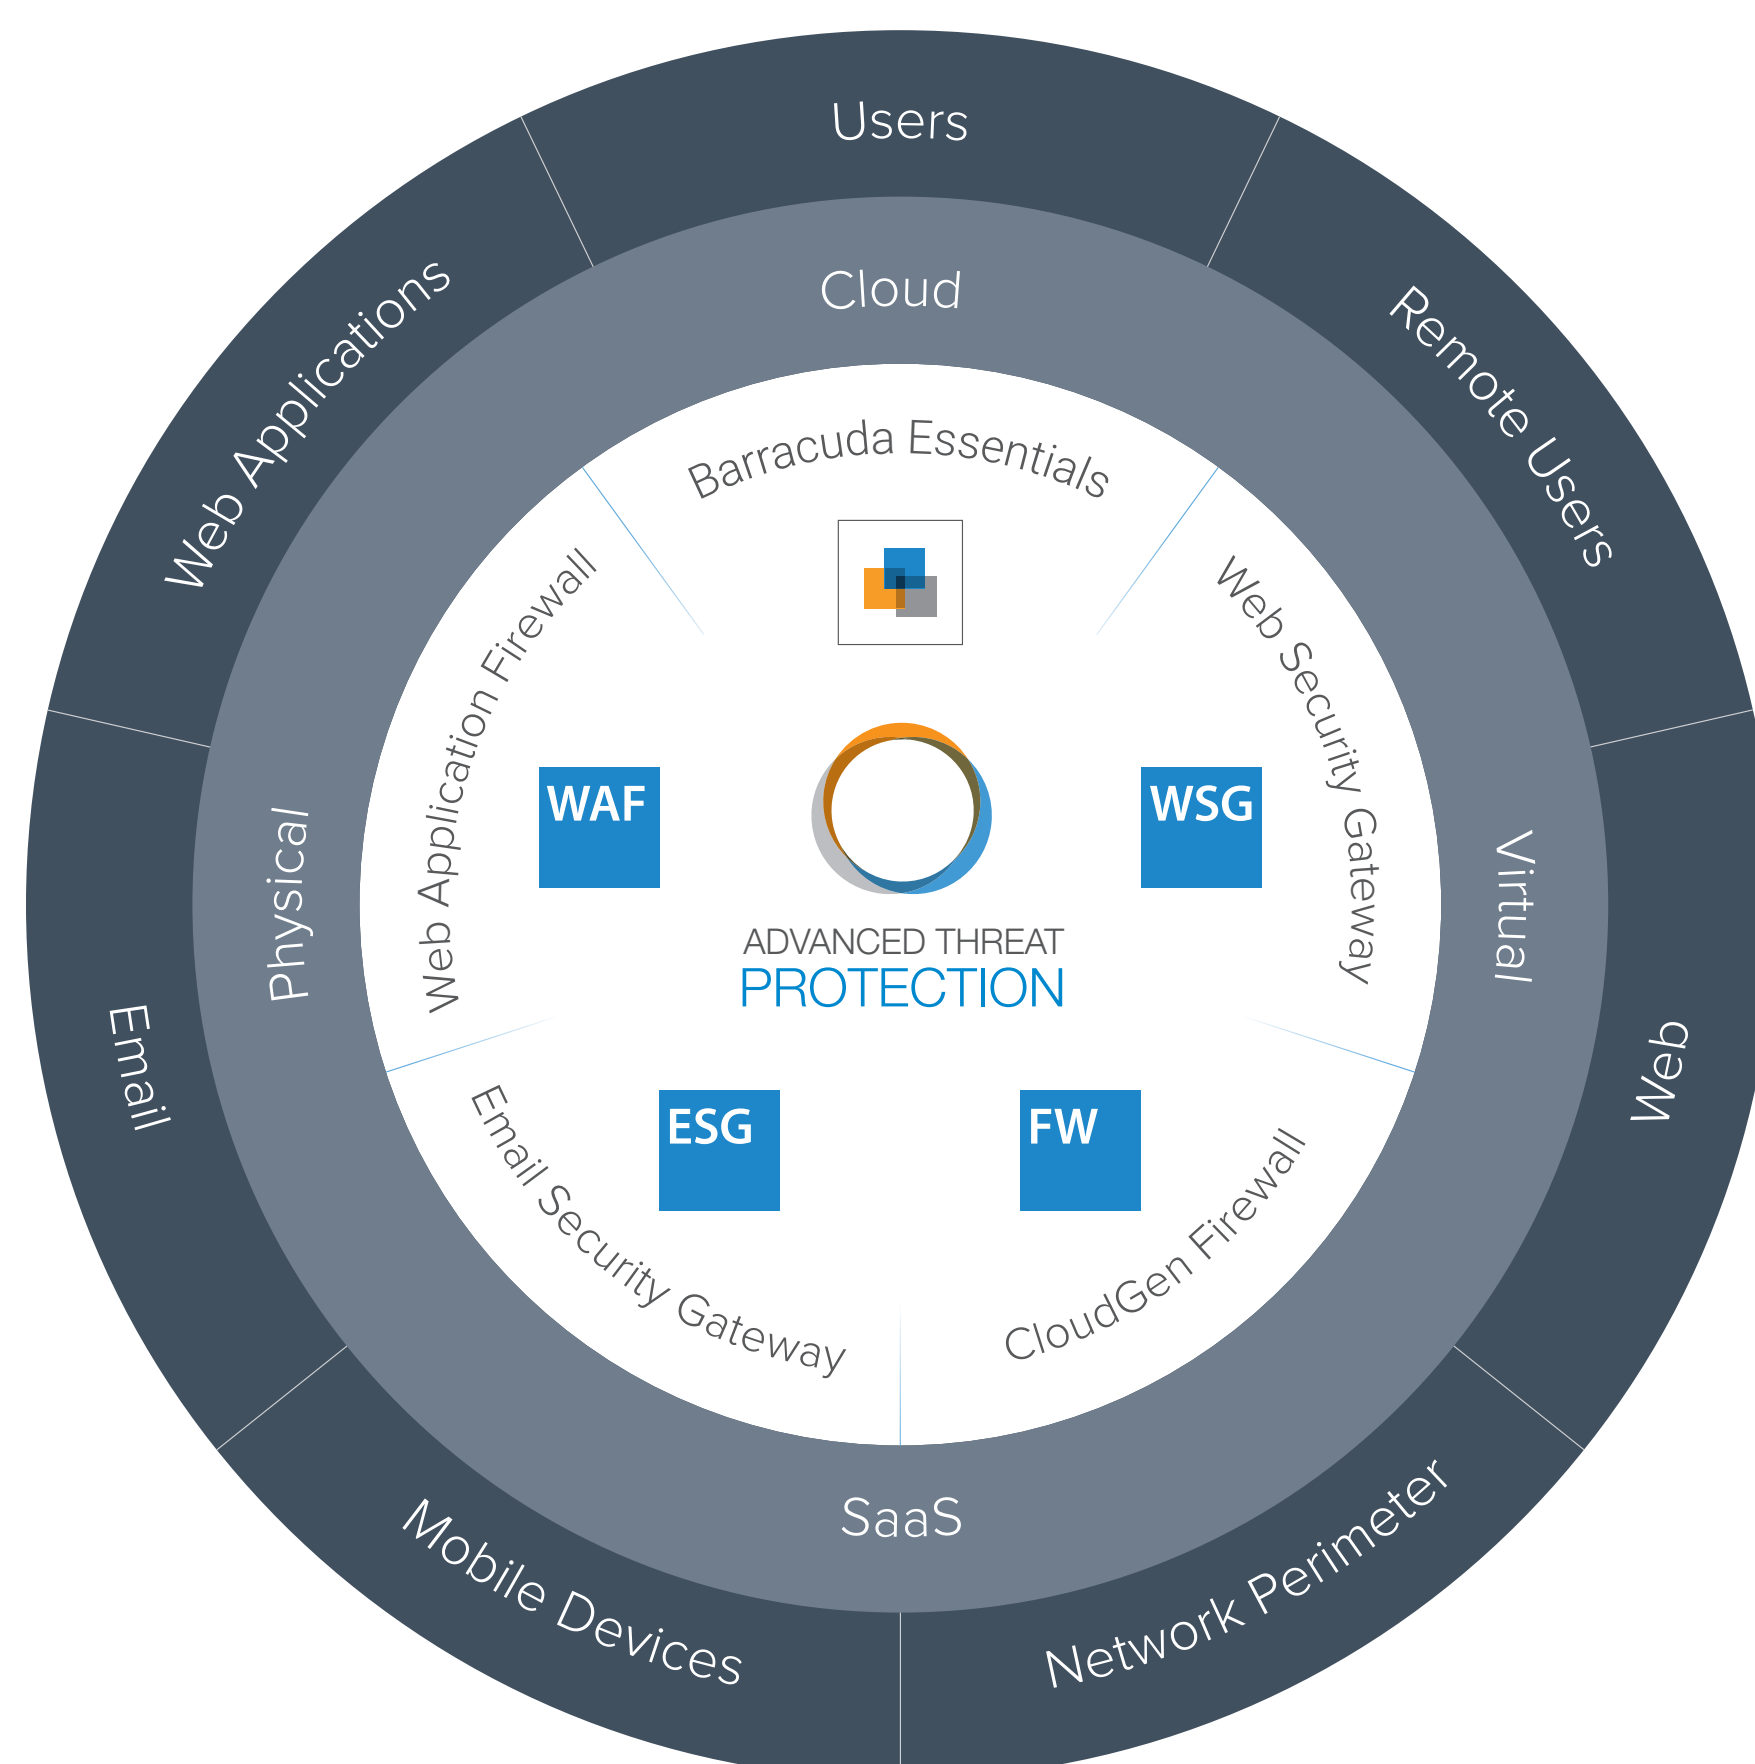 Users
Remote Users
Web
Network Perimeter
Mobile Devices
Email
Web Applications
Cloud
Virtual
SaaS
Physical
Barracuda Essentials
Web Security Gateway
WSG
CloudGen Firewall
FW
Email Security Gateway
ESG
Web Application Firewall
WAF
ADVANCED THREAT
PROTECTION